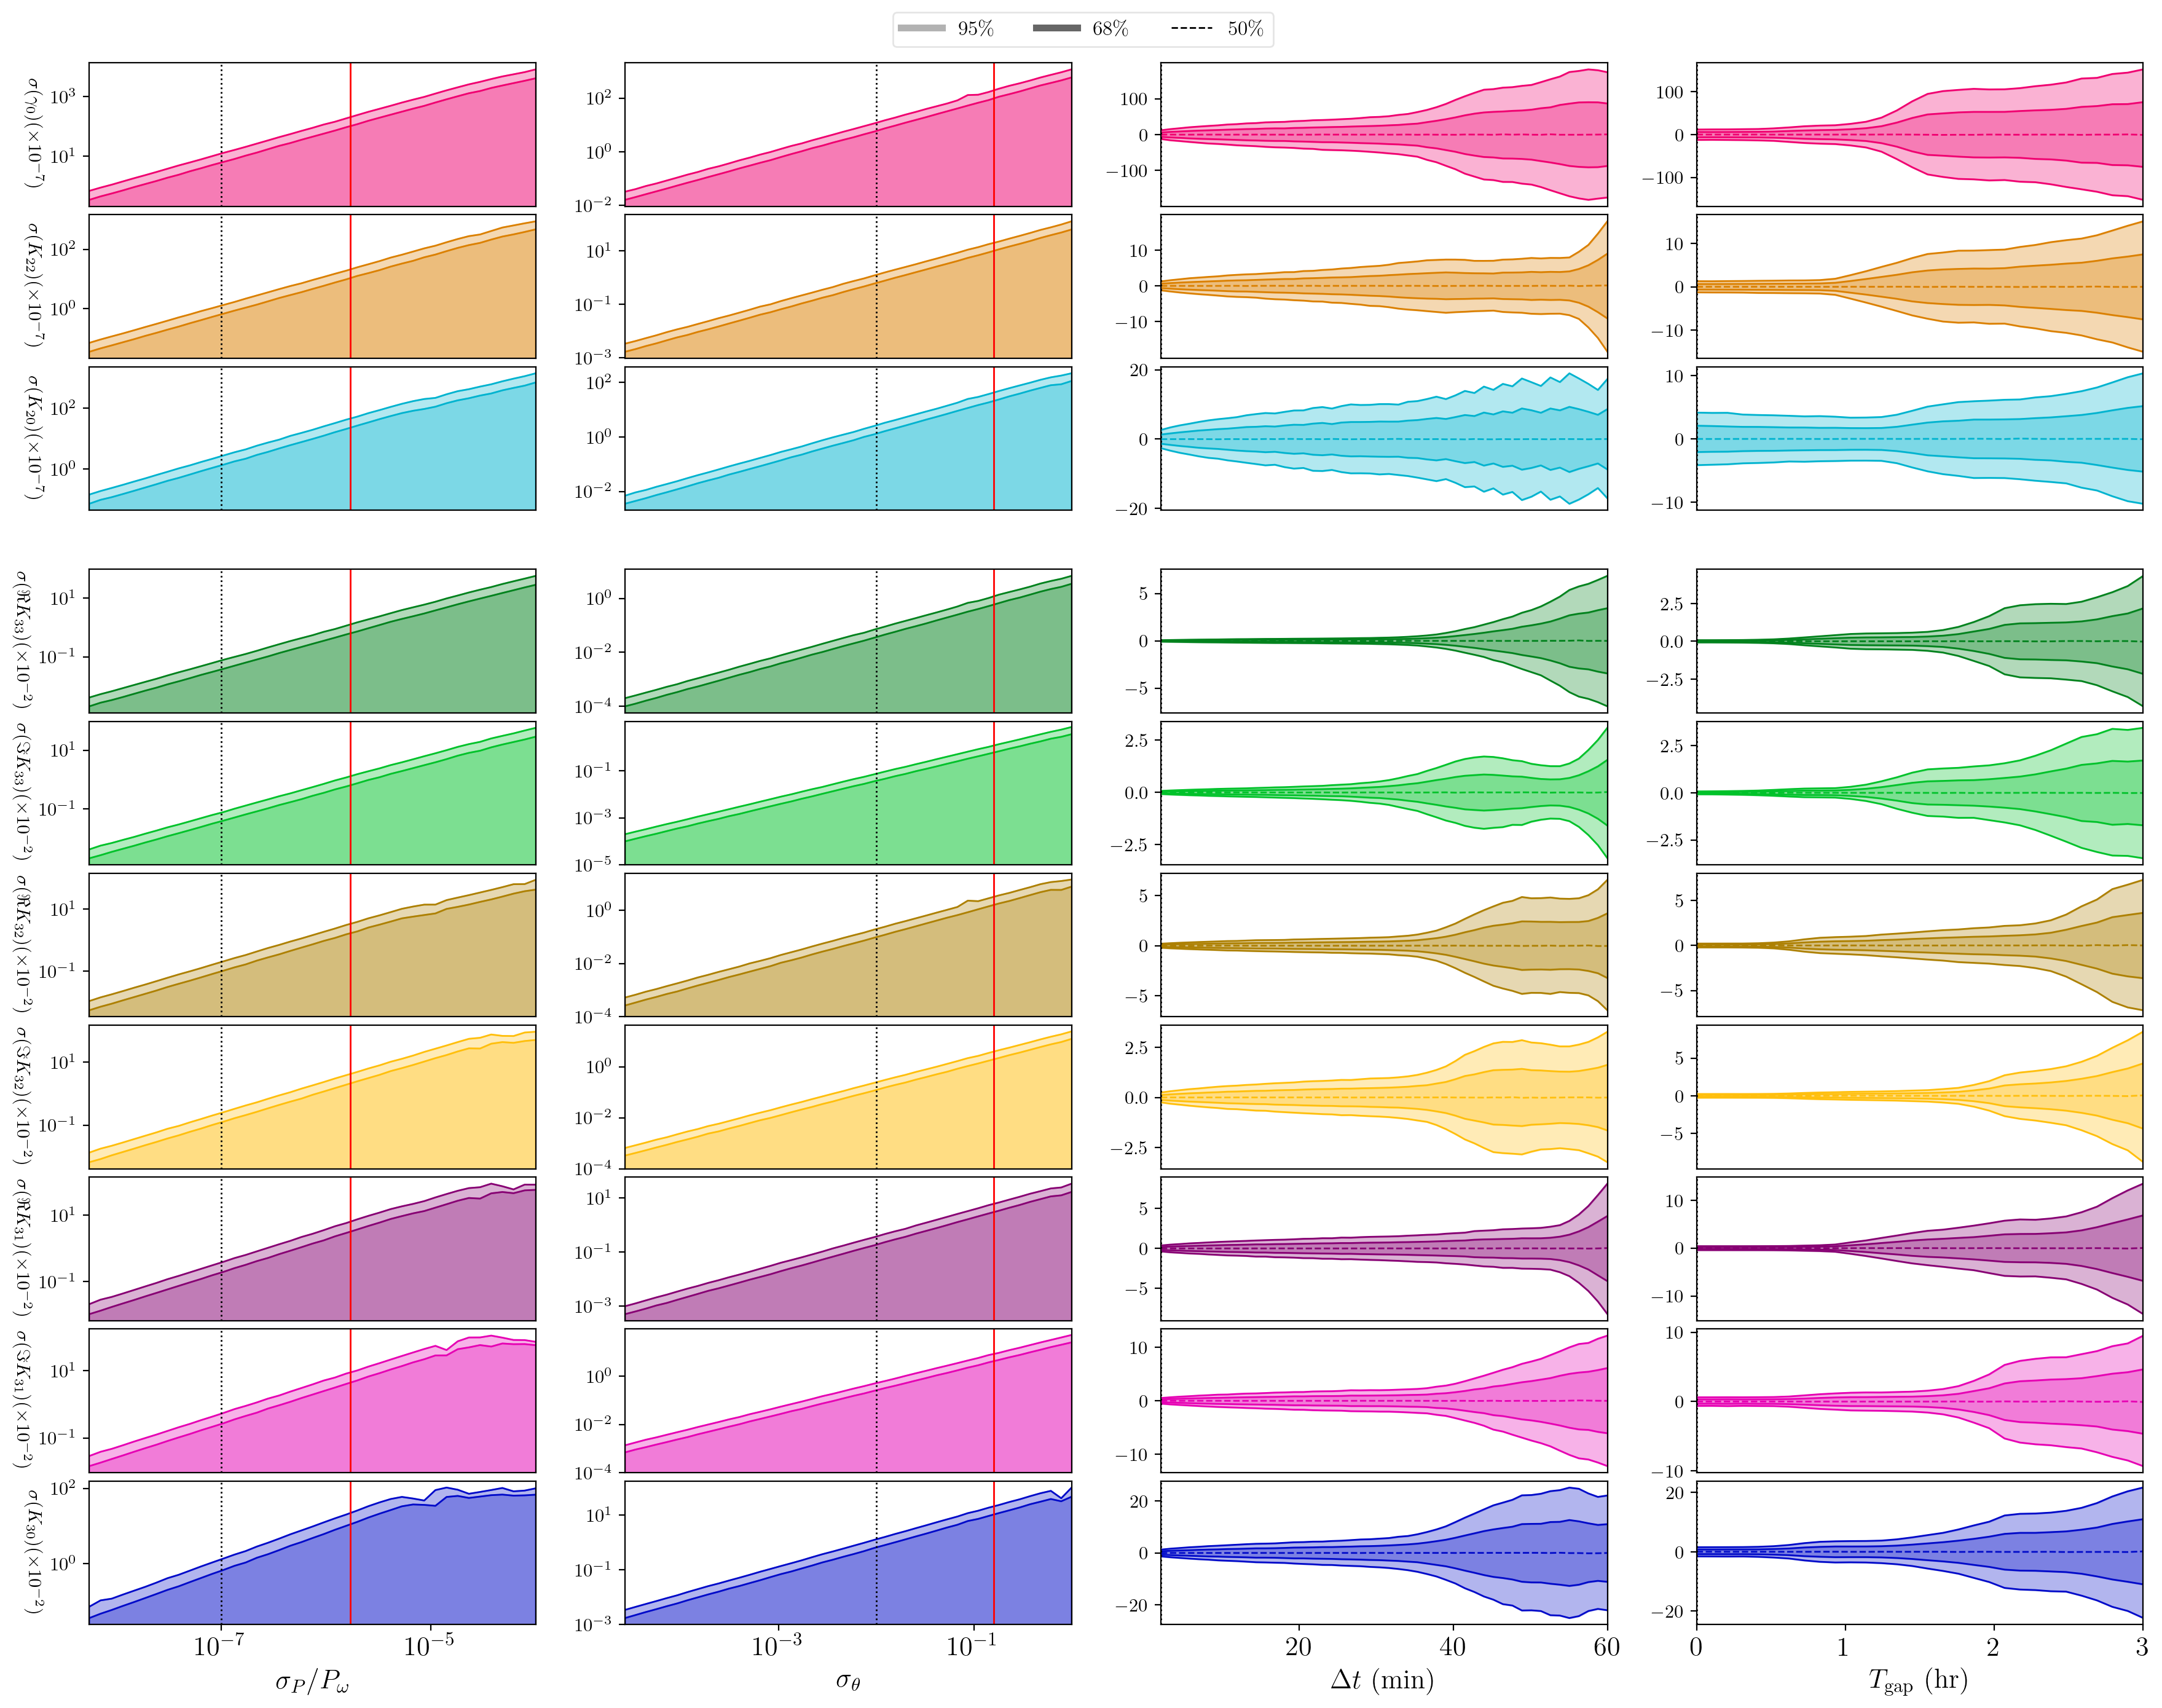 95% 68% 50%
σ(γ₀)(×10⁻⁷) 10³ 10¹ 10² 10⁰ 10⁻² 100 0 −100 100 0 −100
σ(K₂₂)(×10⁻⁷) 10² 10⁰ 10¹ 10⁻¹ 10⁻³ 10 0 −10 10 0 −10
σ(K₂₀)(×10⁻⁷) 10² 10⁰ 10² 10⁰ 10⁻² 20 0 −20 10 0 −10
σ(ℜK₃₃)(×10⁻²) 10¹ 10⁻¹ 10⁰ 10⁻² 10⁻⁴ 5 0 −5 2.5 0.0 −2.5
σ(ℑK₃₃)(×10⁻²) 10¹ 10⁻¹ 10⁻¹ 10⁻³ 10⁻⁵ 2.5 0.0 −2.5 2.5 0.0 −2.5
σ(ℜK₃₂)(×10⁻²) 10¹ 10⁻¹ 10⁰ 10⁻² 10⁻⁴ 5 0 −5 5 0 −5
σ(ℑK₃₂)(×10⁻²) 10¹ 10⁻¹ 10⁰ 10⁻² 10⁻⁴ 2.5 0.0 −2.5 5 0 −5
σ(ℜK₃₁)(×10⁻²) 10¹ 10⁻¹ 10¹ 10⁻¹ 10⁻³ 5 0 −5 10 0 −10
σ(ℑK₃₁)(×10⁻²) 10¹ 10⁻¹ 10⁰ 10⁻² 10⁻⁴ 10 0 −10 10 0 −10
σ(K₃₀)(×10⁻²) 10² 10⁰ 10¹ 10⁻¹ 10⁻³ 20 0 −20 20 0 −20
10⁻⁷ 10⁻⁵ 10⁻³ 10⁻¹ 20 40 60 0 1 2 3
σ_P/P_ω σ_θ Δt (min) T_gap (hr)